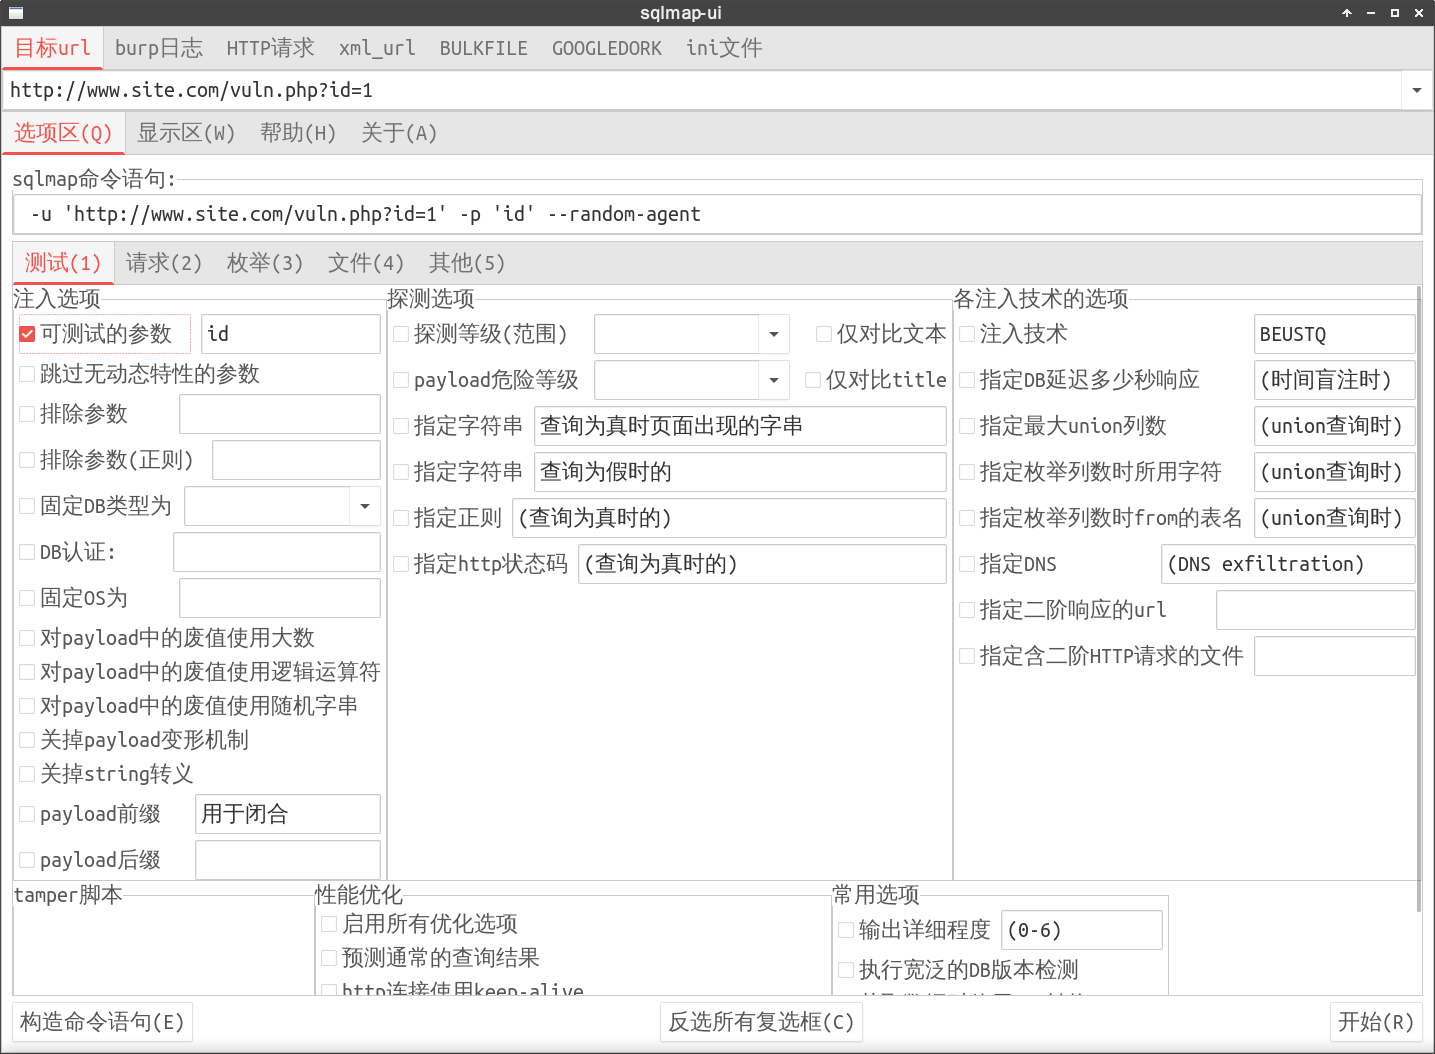 sqlmap-ui
目标url burp日志 HTTP请求 xml_url BULKFILE GOOGLEDORK ini文件
http://www.site.com/vuln.php?id=1
选项区(Q) 显示区(W) 帮助(H) 关于(A)
sqlmap命令语句:
-u 'http://www.site.com/vuln.php?id=1' -p 'id' --random-agent
测试(1) 请求(2) 枚举(3) 文件(4) 其他(5)
注入选项
可测试的参数 id
跳过无动态特性的参数
排除参数
排除参数(正则)
固定DB类型为
DB认证:
固定OS为
对payload中的废值使用大数
对payload中的废值使用逻辑运算符
对payload中的废值使用随机字串
关掉payload变形机制
关掉string转义
payload前缀 用于闭合
payload后缀
探测选项
探测等级(范围) 仅对比文本
payload危险等级 仅对比title
指定字符串 查询为真时页面出现的字串
指定字符串 查询为假时的
指定正则 (查询为真时的)
指定http状态码 (查询为真时的)
各注入技术的选项
注入技术 BEUSTQ
指定DB延迟多少秒响应 (时间盲注时)
指定最大union列数 (union查询时)
指定枚举列数时所用字符 (union查询时)
指定枚举列数时from的表名 (union查询时)
指定DNS (DNS exfiltration)
指定二阶响应的url
指定含二阶HTTP请求的文件
tamper脚本
性能优化
启用所有优化选项
预测通常的查询结果
http连接使用keep-alive
常用选项
输出详细程度 (0-6)
执行宽泛的DB版本检测
构造命令语句(E) 反选所有复选框(C) 开始(R)